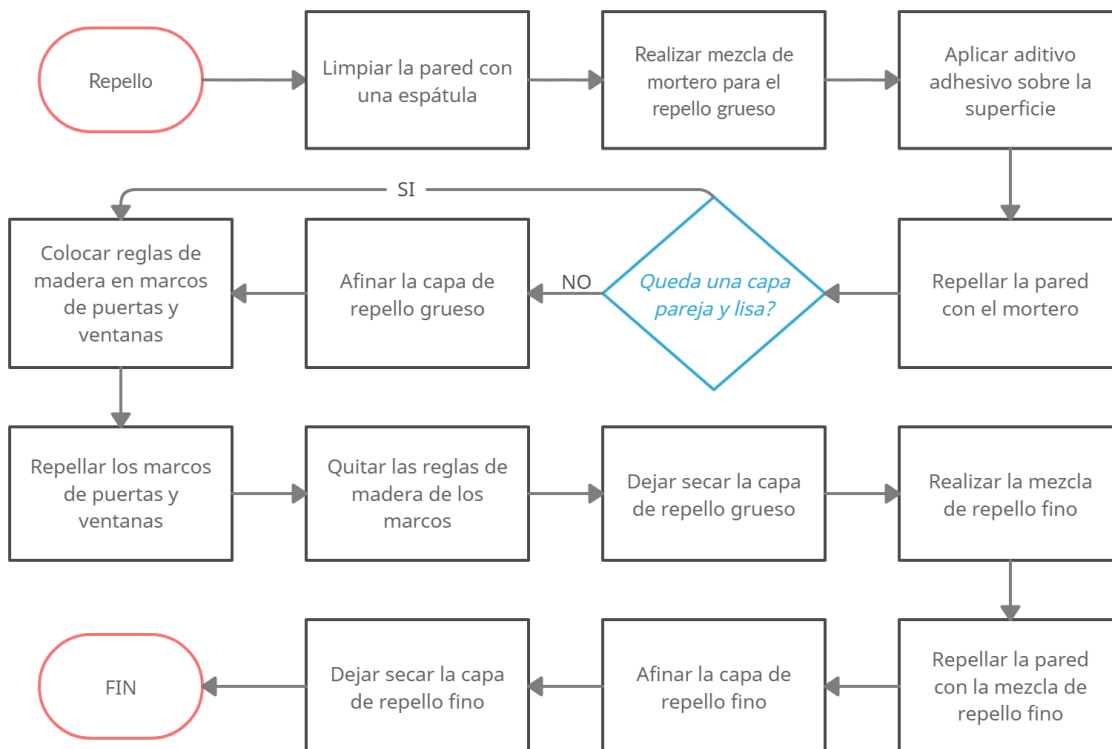 Repello
Limpiar la pared con
una espátula
Realizar mezcla de
mortero para el
repello grueso
Aplicar aditivo
adhesivo sobre la
superficie
SI
Colocar reglas de
madera en marcos
de puertas y
ventanas
Afinar la capa de
repello grueso
NO
Queda una capa
pareja y lisa?
Repellar la pared
con el mortero
Repellar los marcos
de puertas y
ventanas
Quitar las reglas de
madera de los
marcos
Dejar secar la capa
de repello grueso
Realizar la mezcla
de repello fino
FIN
Dejar secar la capa
de repello fino
Afinar la capa de
repello fino
Repellar la pared
con la mezcla de
repello fino